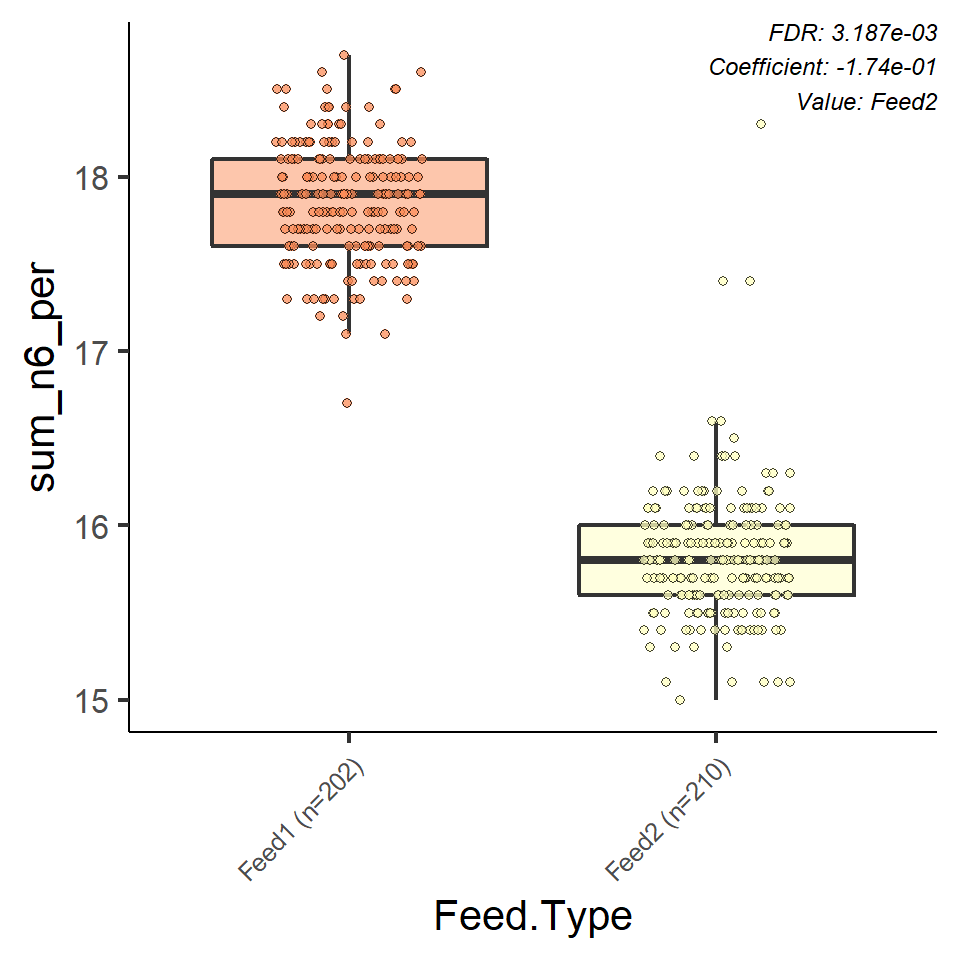 FDR: 3.187e-03
Coefficient: -1.74e-01
Value: Feed2
sum_n6_per
18
17
16
15
Feed1 (n=202)
Feed2 (n=210)
Feed.Type